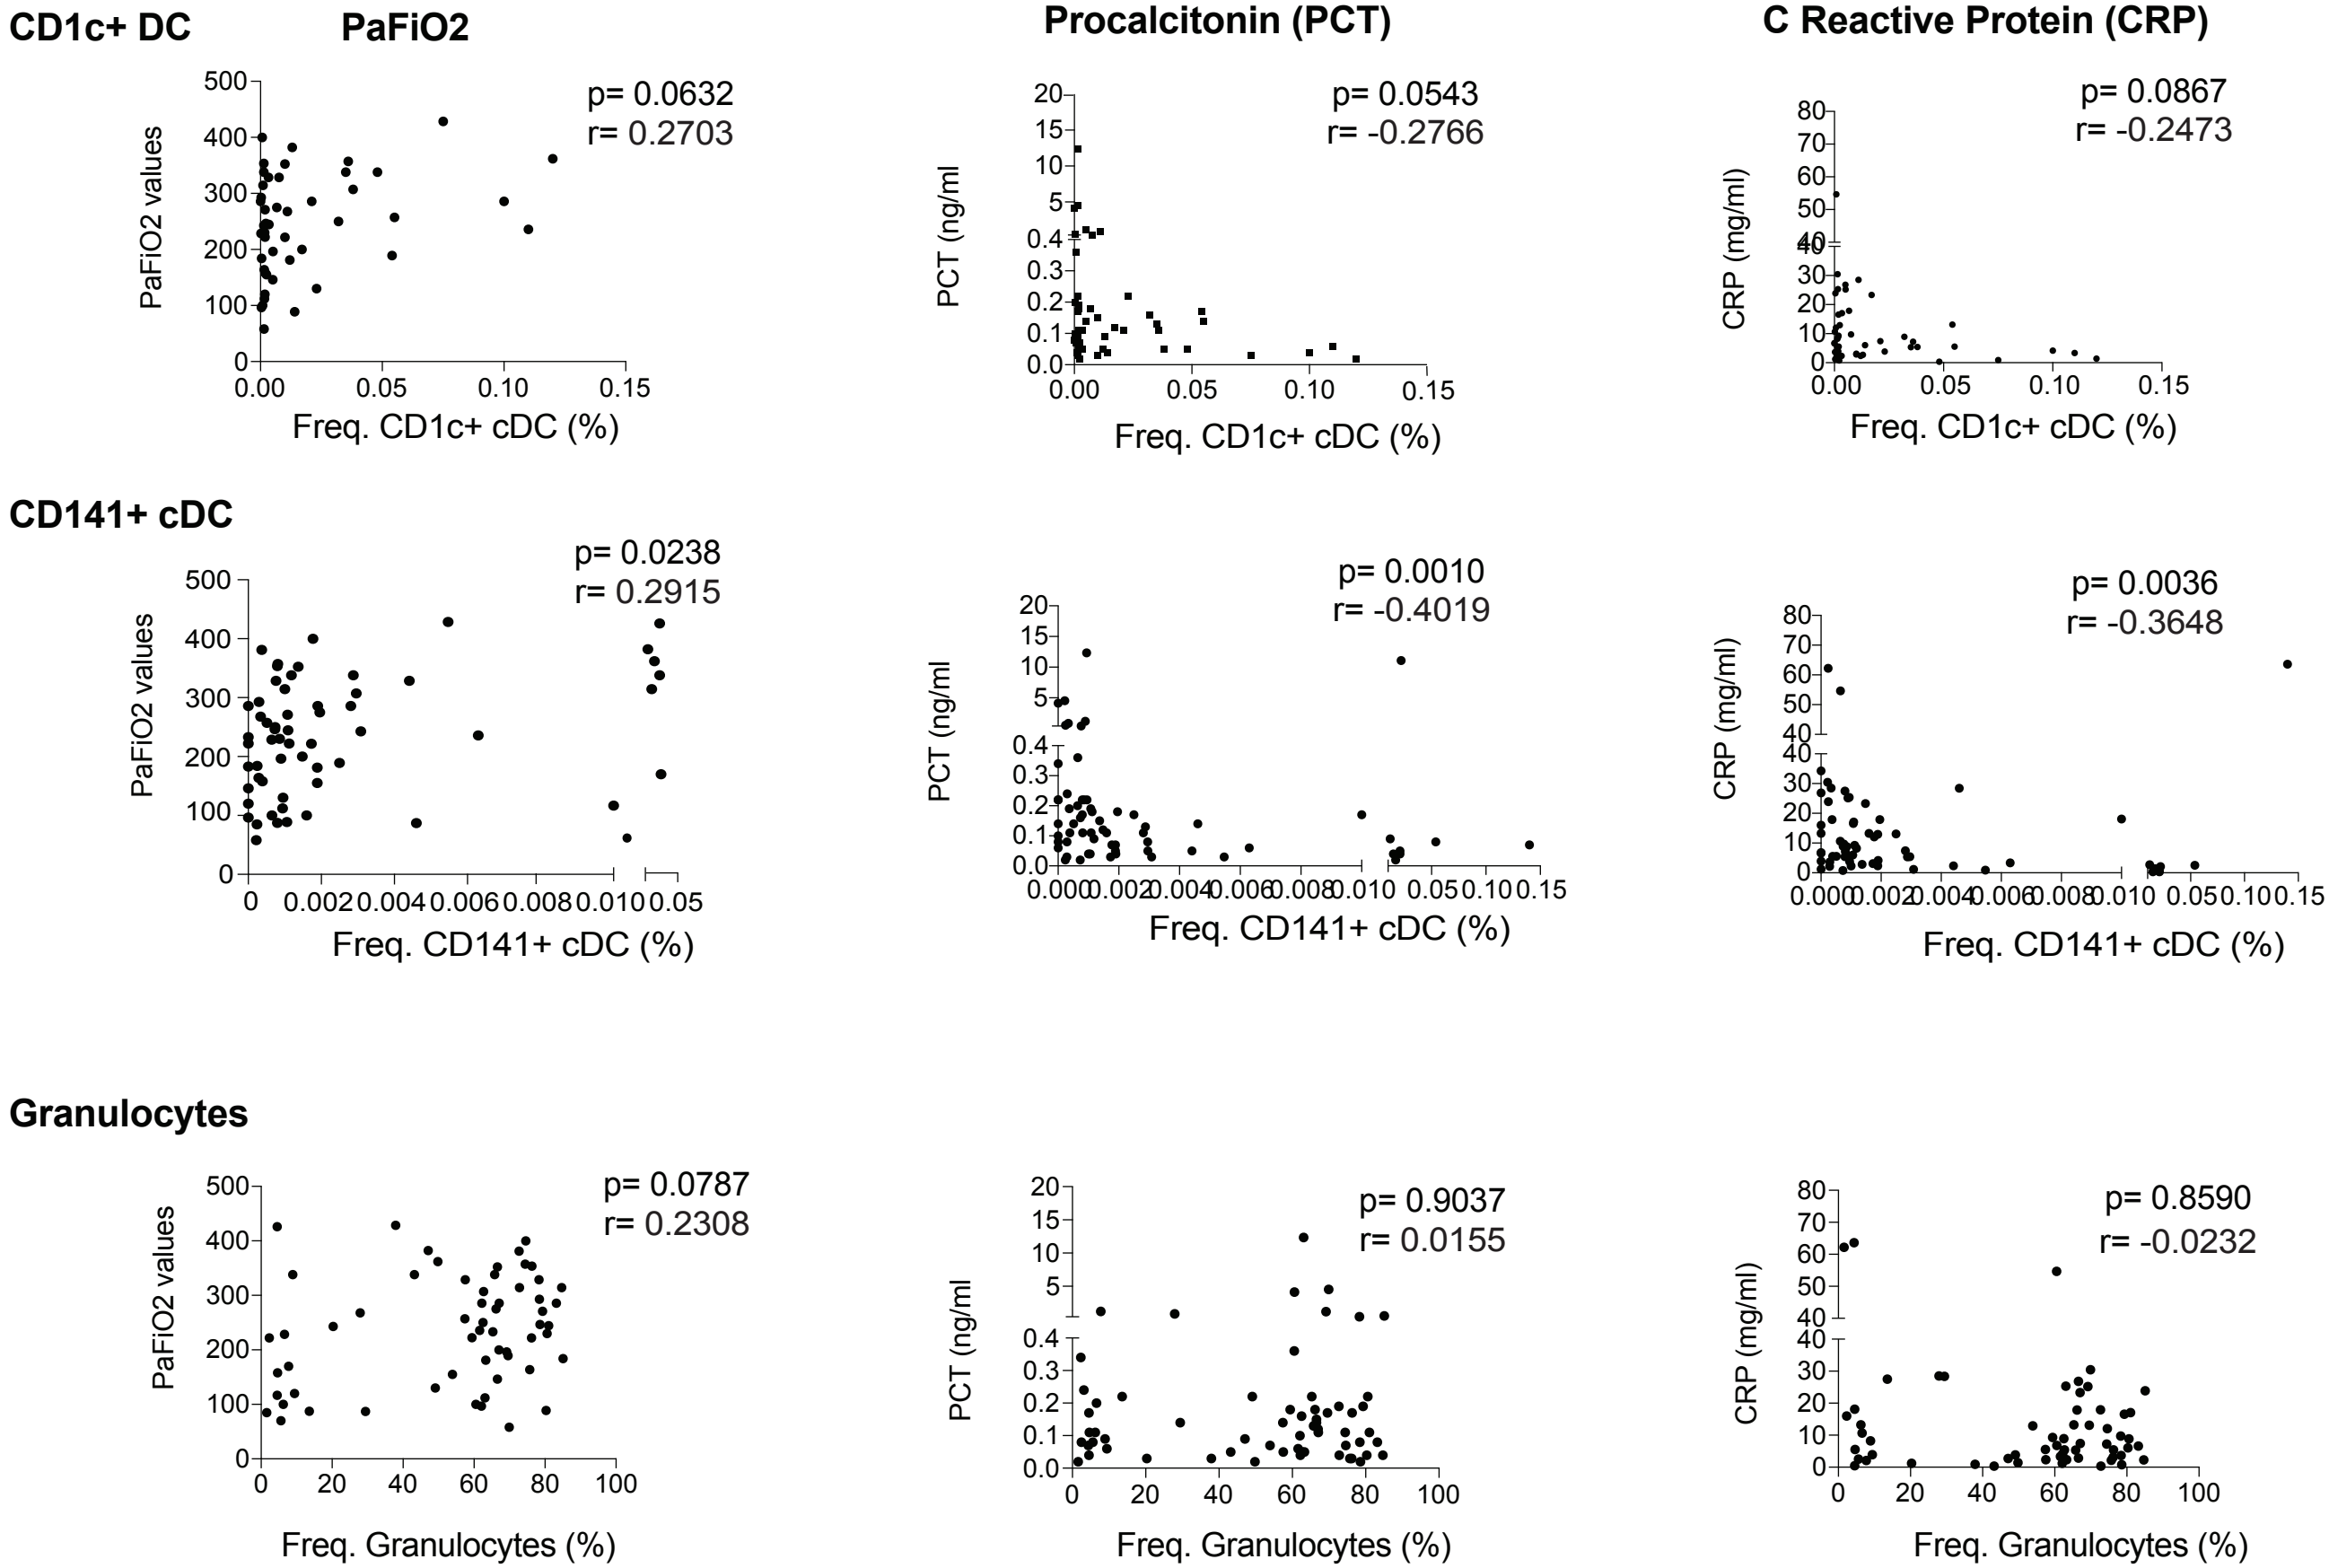 CD1c+ DC
PaFiO2
Procalcitonin (PCT)
C Reactive Protein (CRP)
p= 0.0632
r= 0.2703
500
400
300
200
100
0
PaFiO2 values
0.00 0.05 0.10 0.15
Freq. CD1c+ cDC (%)
p= 0.0543
r= -0.2766
20
15
10
5
0.4
0.3
0.2
0.1
0.0
PCT (ng/ml)
0.00 0.05 0.10 0.15
Freq. CD1c+ cDC (%)
p= 0.0867
r= -0.2473
80
70
60
50
40
40
30
20
10
0
CRP (mg/ml)
0.00 0.05 0.10 0.15
Freq. CD1c+ cDC (%)
CD141+ cDC
p= 0.0238
r= 0.2915
500
400
300
200
100
0
PaFiO2 values
0 0.002 0.004 0.006 0.008 0.010 0.05
Freq. CD141+ cDC (%)
p= 0.0010
r= -0.4019
20
15
10
5
0.4
0.3
0.2
0.1
0.0
PCT (ng/ml)
0.000 0.002 0.004 0.006 0.008 0.010 0.05 0.10 0.15
Freq. CD141+ cDC (%)
p= 0.0036
r= -0.3648
80
70
60
50
40
40
30
20
10
0
CRP (mg/ml)
0.000 0.002 0.004 0.006 0.008 0.010 0.05 0.10 0.15
Freq. CD141+ cDC (%)
Granulocytes
p= 0.0787
r= 0.2308
500
400
300
200
100
0
PaFiO2 values
0 20 40 60 80 100
Freq. Granulocytes (%)
p= 0.9037
r= 0.0155
20
15
10
5
0.4
0.3
0.2
0.1
0.0
PCT (ng/ml)
0 20 40 60 80 100
Freq. Granulocytes (%)
p= 0.8590
r= -0.0232
80
70
60
50
40
40
30
20
10
0
CRP (mg/ml)
0 20 40 60 80 100
Freq. Granulocytes (%)